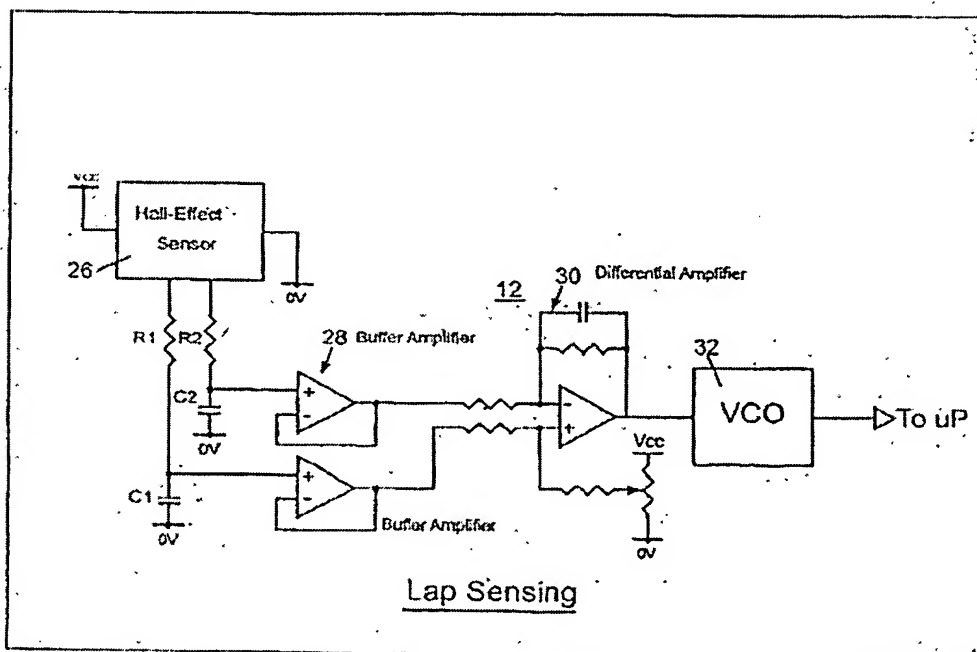 Vcc
Hall-Effect
Sensor
26
0V
R1
R2
C2
0V
C1
0V
28 Buffer Amplifier
+
-
+
-
Buffer Amplifier
12
30 Differential Amplifier
-
+
Vcc
0V
32
VCO
To uP
Lap Sensing